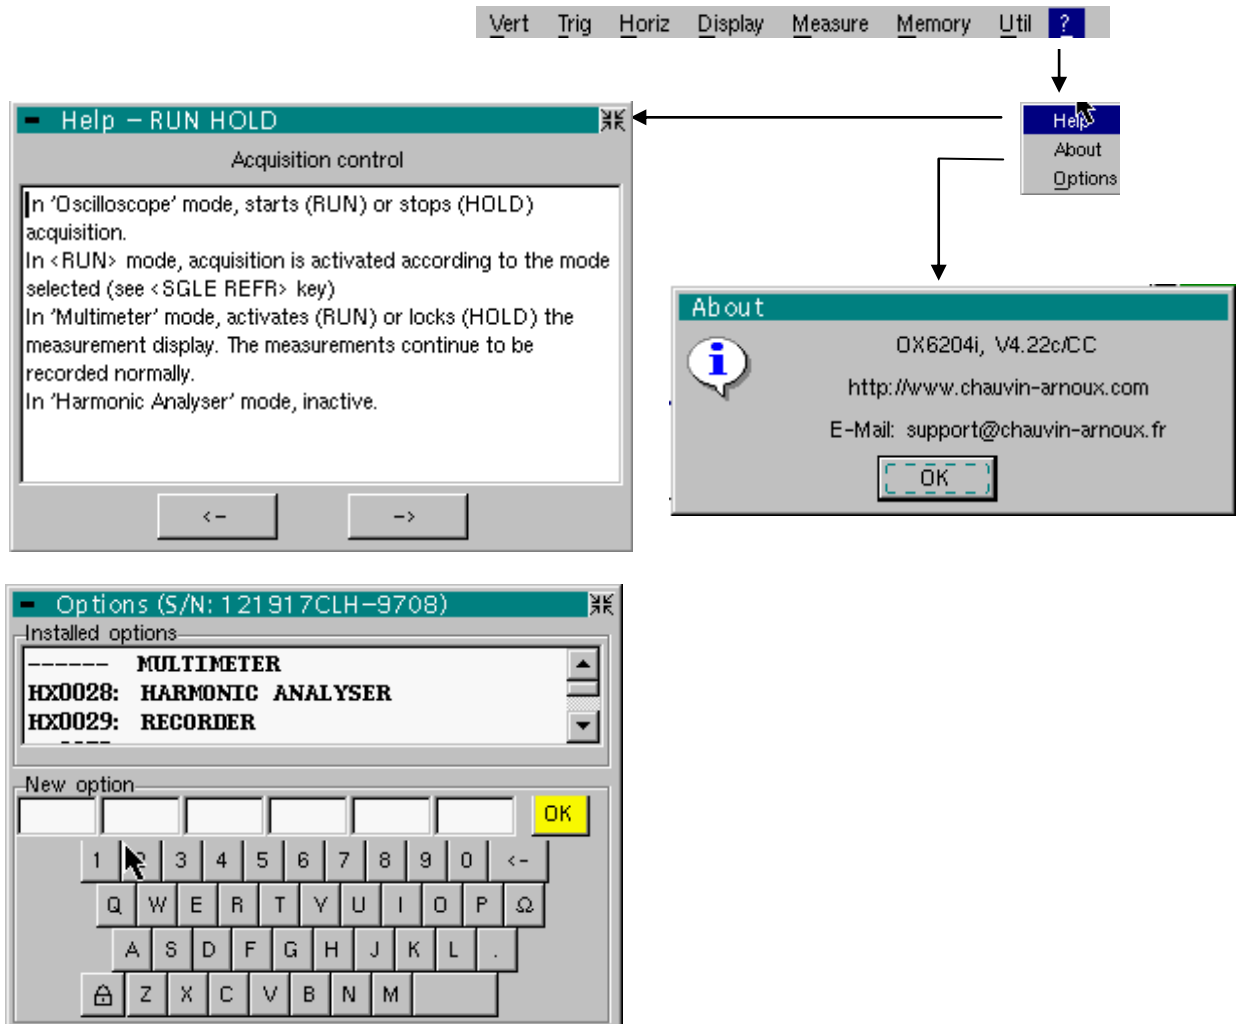 Vert Trig Horiz Display Measure Memory Util ?
Help
About
Options
Help – RUN HOLD
Acquisition control
In 'Oscilloscope' mode, starts (RUN) or stops (HOLD)
acquisition.
In <RUN> mode, acquisition is activated according to the mode
selected (see <SGLE REFR> key)
In 'Multimeter' mode, activates (RUN) or locks (HOLD) the
measurement display. The measurements continue to be
recorded normally.
In 'Harmonic Analyser' mode, inactive.
<- ->
About
OX6204i, V4.22c/CC
http://www.chauvin-arnoux.com
E-Mail: support@chauvin-arnoux.fr
OK
Options (S/N: 121917CLH-9708)
Installed options
------ MULTIMETER
HX0028: HARMONIC ANALYSER
HX0029: RECORDER
New option
OK
1 2 3 4 5 6 7 8 9 0 <-
Q W E R T Y U I O P Ω
A S D F G H J K L .
Z X C V B N M